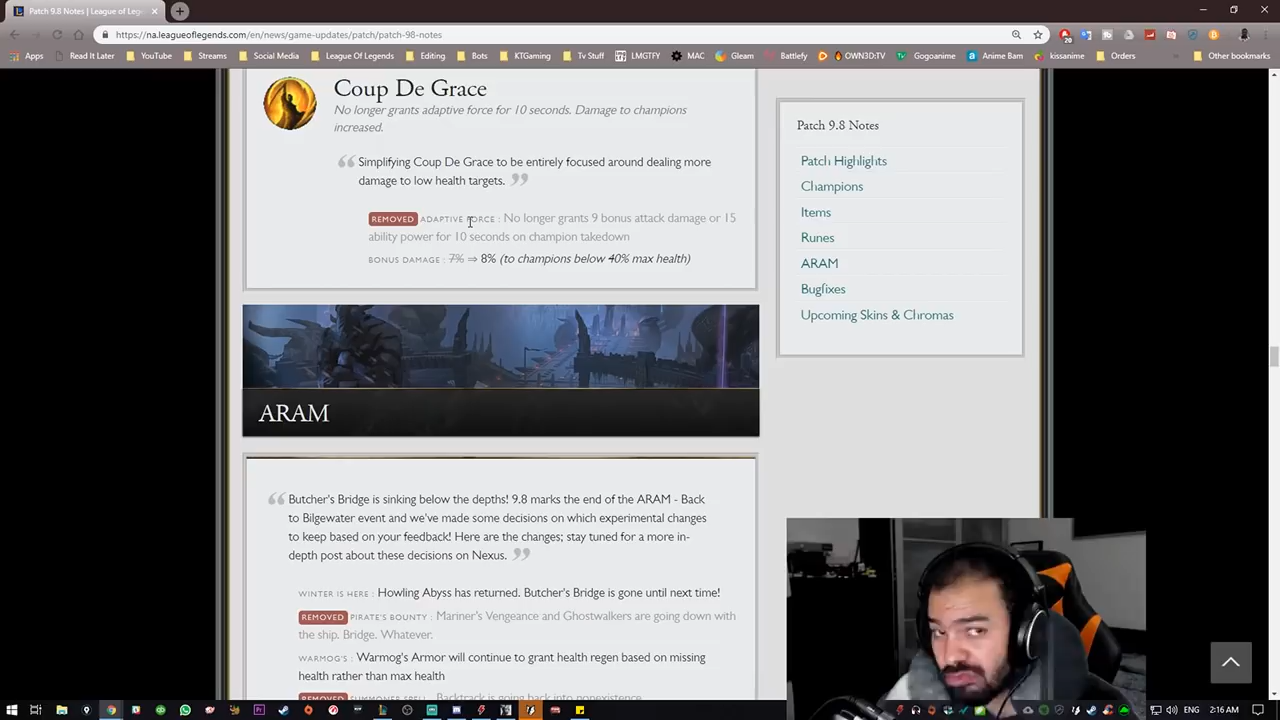 Patch 9.8 Notes | League of Leg
https://na.leagueoflegends.com/en/news/game-updates/patch/patch-98-notes
Apps Read It Later YouTube Streams Social Media League Of Legends Editing Bots KTGaming Tv Stuff LMGTFY MAC Gleam Battlefy OWN3D:TV Gogoanime Anime Bam kissanime Orders Other bookmarks
Coup De Grace
No longer grants adaptive force for 10 seconds. Damage to champions
increased.
Simplifying Coup De Grace to be entirely focused around dealing more
damage to low health targets.
REMOVED ADAPTIVE FORCE : No longer grants 9 bonus attack damage or 15
ability power for 10 seconds on champion takedown
BONUS DAMAGE : 7% ⇒ 8% (to champions below 40% max health)
ARAM
Butcher's Bridge is sinking below the depths! 9.8 marks the end of the ARAM - Back
to Bilgewater event and we've made some decisions on which experimental changes
to keep based on your feedback! Here are the changes; stay tuned for a more in-
depth post about these decisions on Nexus.
WINTER IS HERE : Howling Abyss has returned. Butcher's Bridge is gone until next time!
REMOVED PIRATE'S BOUNTY : Mariner's Vengeance and Ghostwalkers are going down with
the ship. Bridge. Whatever.
WARMOG'S : Warmog's Armor will continue to grant health regen based on missing
health rather than max health
REMOVED SUMMONER SPELL : Backtrack is going back into nonexistence
Patch 9.8 Notes
Patch Highlights
Champions
Items
Runes
ARAM
Bugfixes
Upcoming Skins & Chromas
ENG 2:16 AM